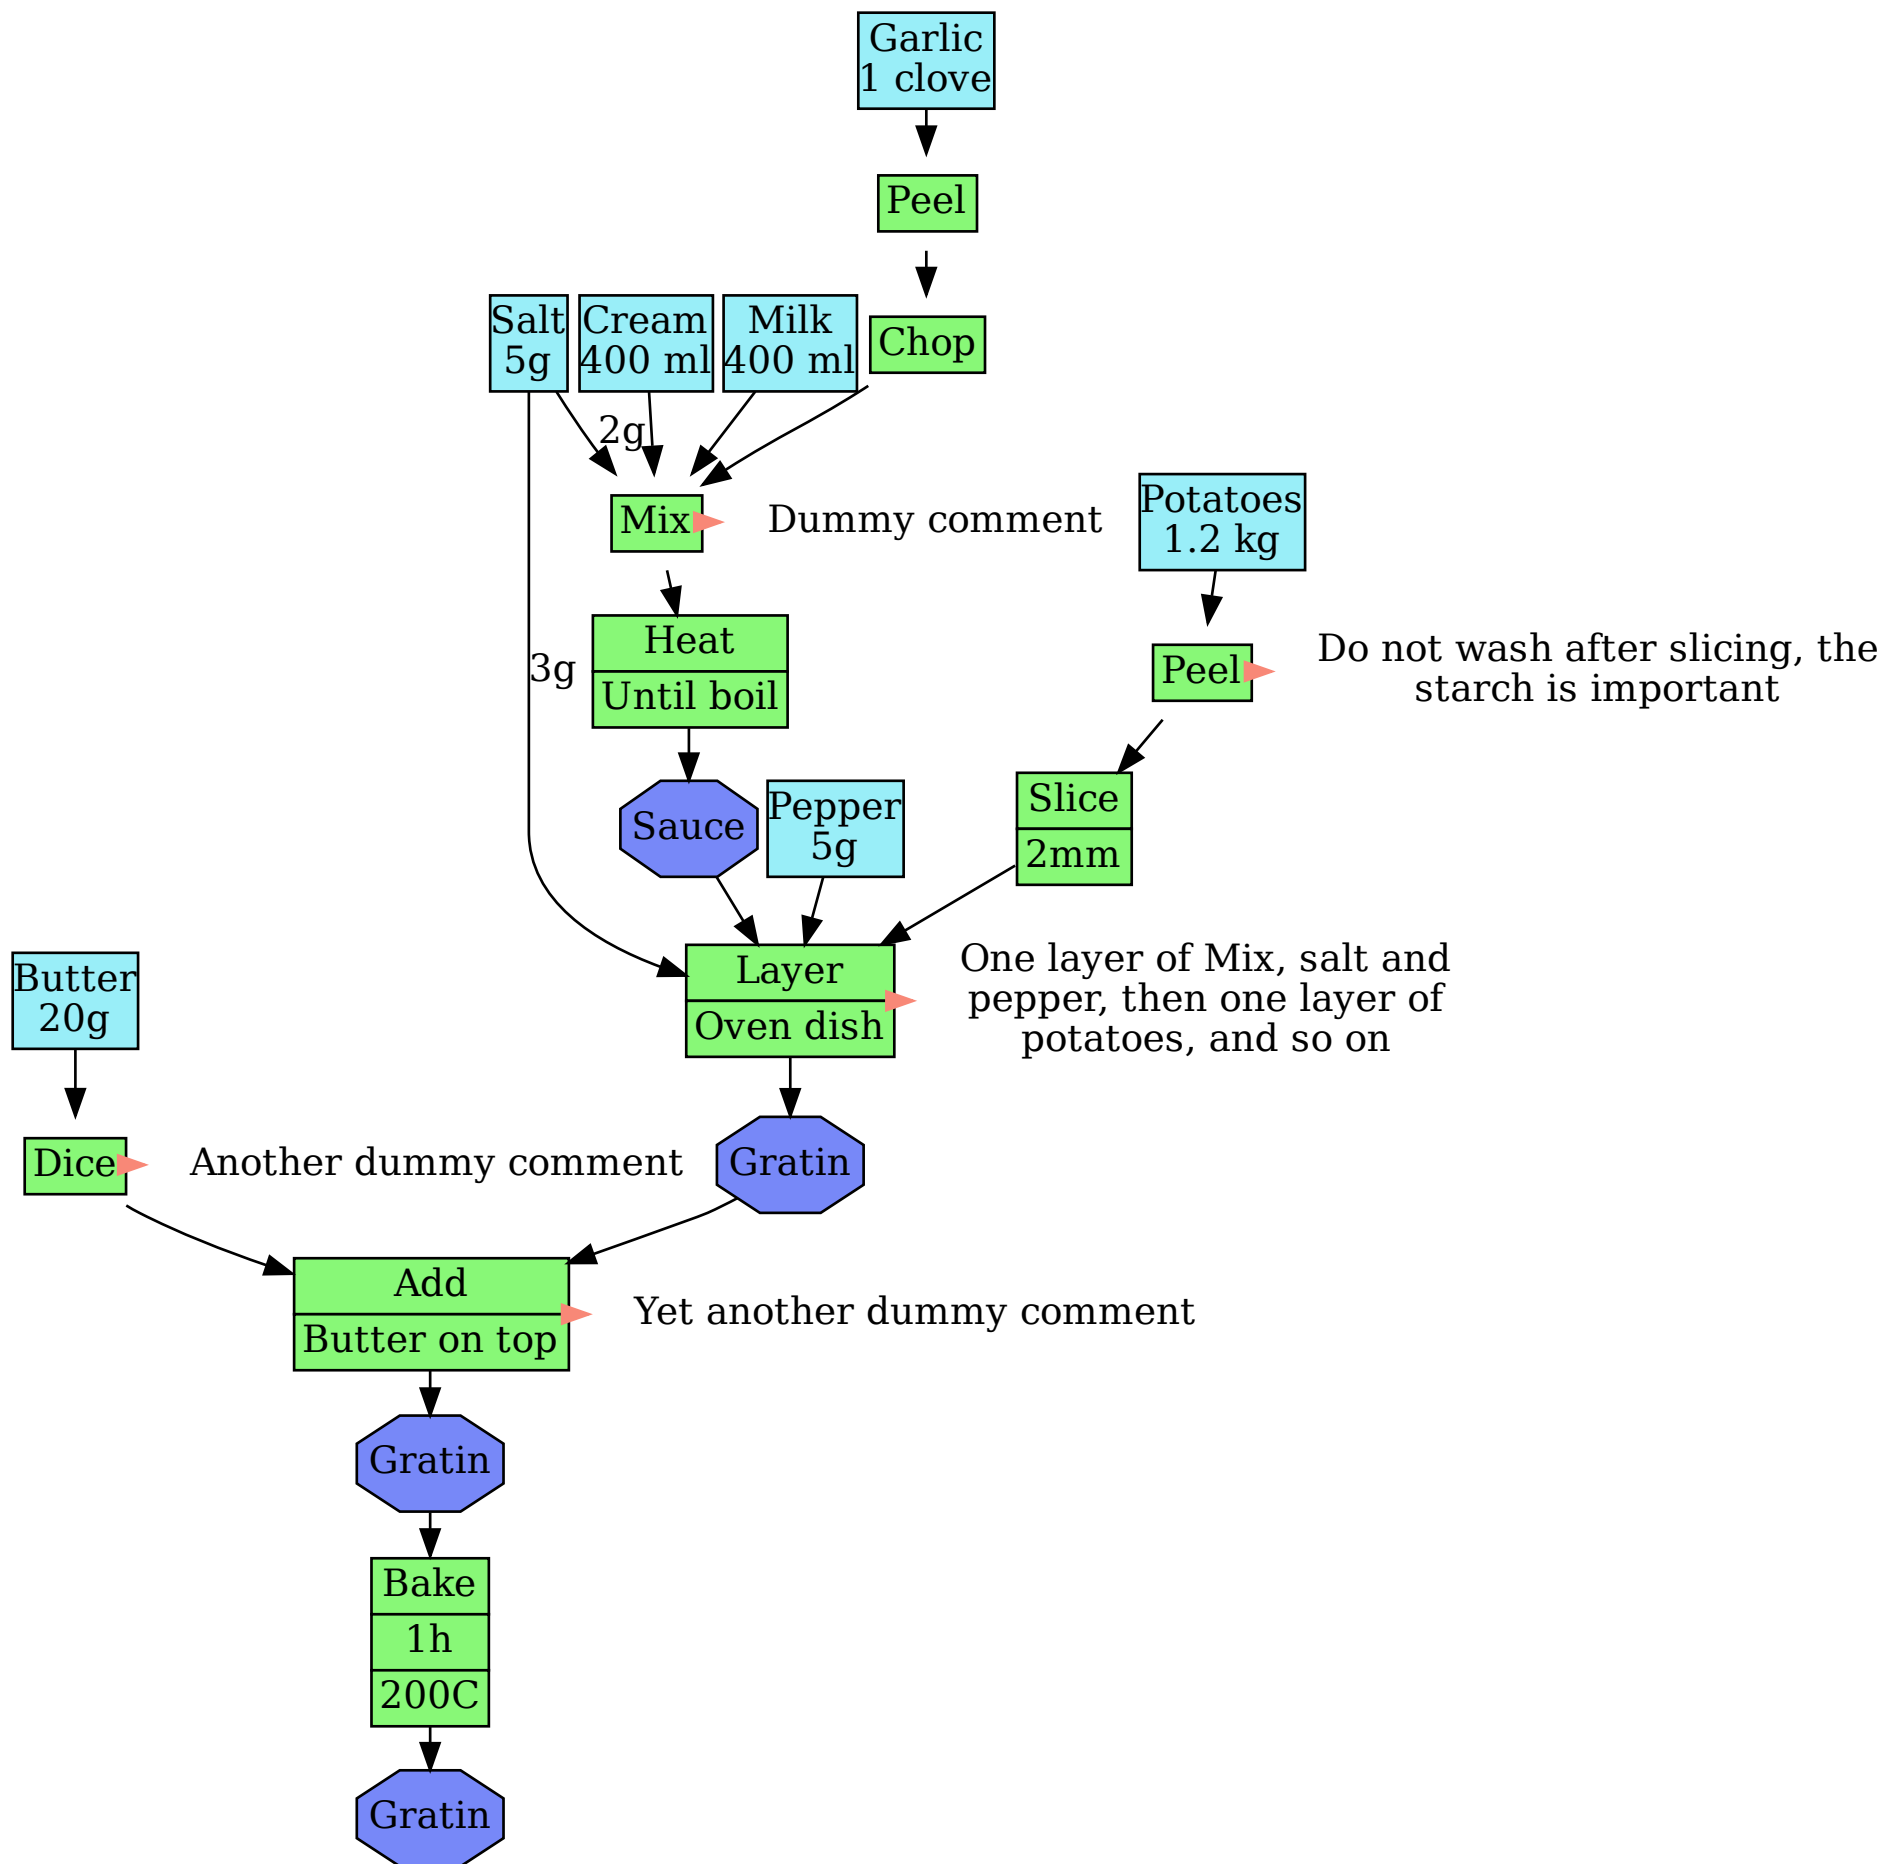 Garlic
1 clove
Peel
Salt
5g
Cream
400 ml
Milk
400 ml
Chop
2g
Mix
Dummy comment
Potatoes
1.2 kg
Heat
Until boil
3g
Peel
Do not wash after slicing, the
starch is important
Sauce
Pepper
5g
Slice
2mm
Butter
20g
Layer
Oven dish
One layer of Mix, salt and
pepper, then one layer of
potatoes, and so on
Dice
Another dummy comment
Gratin
Add
Butter on top
Yet another dummy comment
Gratin
Bake
1h
200C
Gratin